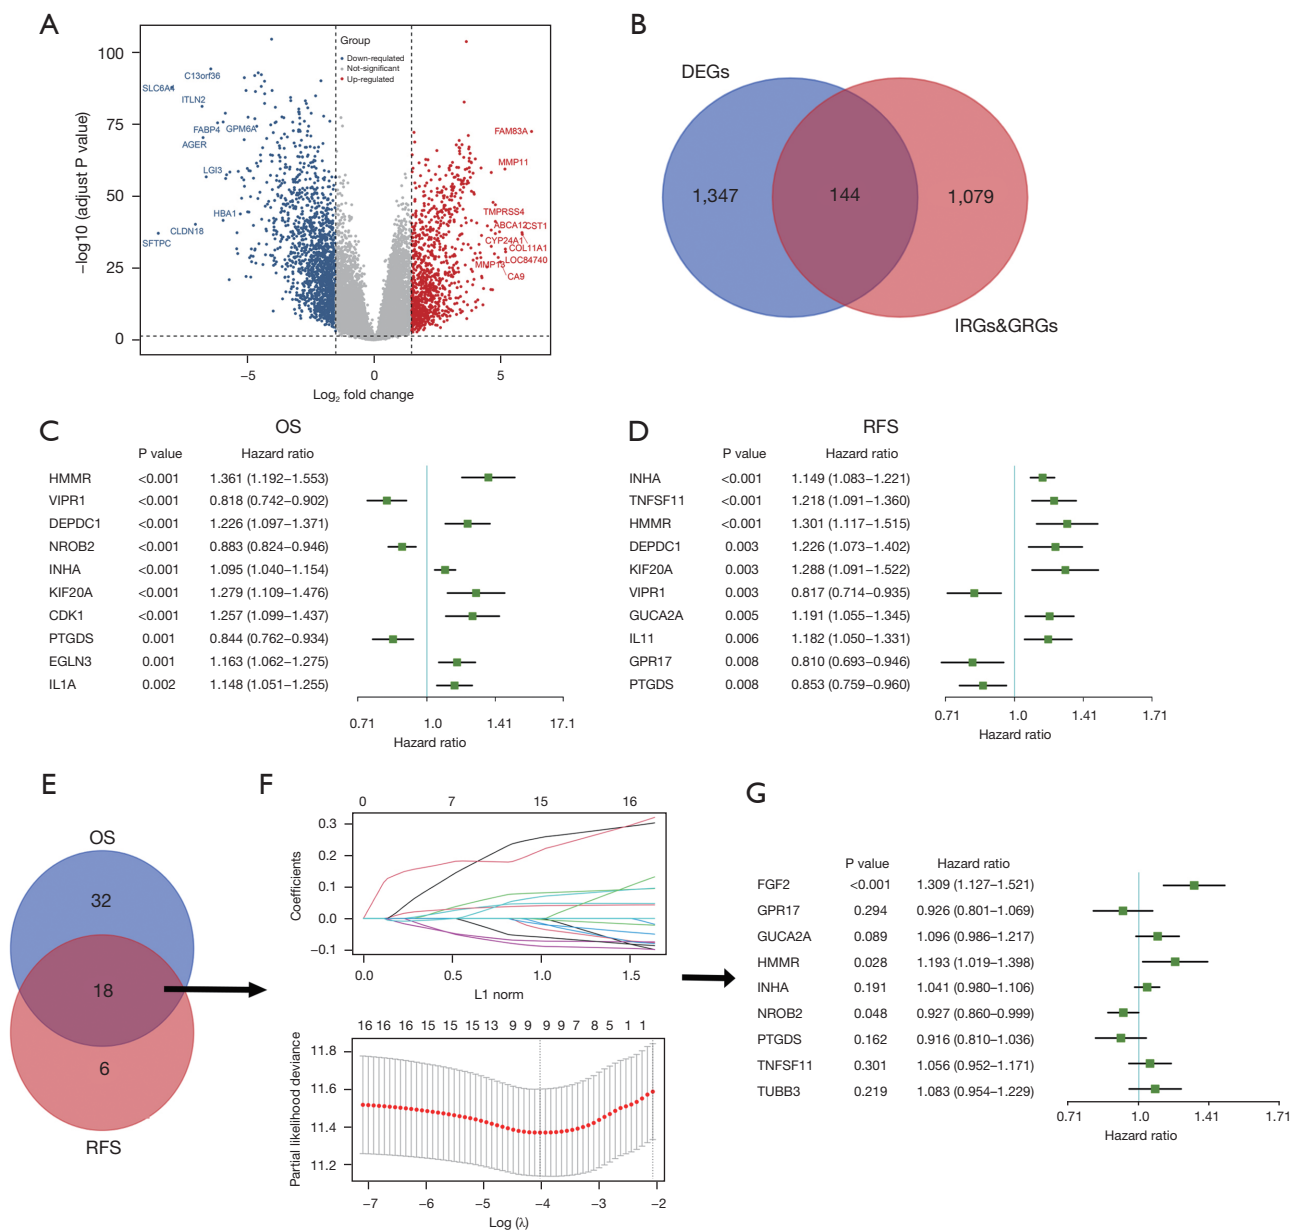 A
−log10 (adjust P value)
100
75
50
25
0
−5
0
5
Log2 fold change
Group
Down-regulated
Not-significant
Up-regulated
C13orf36
SLC6A4
ITLN2
FABP4
GPM6A
AGER
LGI3
HBA1
CLDN18
SFTPC
FAM83A
MMP11
TMPRSS4
ABCA12
CST1
CYP24A1
COL11A1
LOC84740
MMP13
CA9
B
DEGs
1,347
144
1,079
IRGs&GRGs
C
OS
P value Hazard ratio
HMMR <0.001 1.361 (1.192−1.553)
VIPR1 <0.001 0.818 (0.742−0.902)
DEPDC1 <0.001 1.226 (1.097−1.371)
NROB2 <0.001 0.883 (0.824−0.946)
INHA <0.001 1.095 (1.040−1.154)
KIF20A <0.001 1.279 (1.109−1.476)
CDK1 <0.001 1.257 (1.099−1.437)
PTGDS 0.001 0.844 (0.762−0.934)
EGLN3 0.001 1.163 (1.062−1.275)
IL1A 0.002 1.148 (1.051−1.255)
0.71 1.0 1.41 17.1
Hazard ratio
D
RFS
P value Hazard ratio
INHA <0.001 1.149 (1.083−1.221)
TNFSF11 <0.001 1.218 (1.091−1.360)
HMMR <0.001 1.301 (1.117−1.515)
DEPDC1 0.003 1.226 (1.073−1.402)
KIF20A 0.003 1.288 (1.091−1.522)
VIPR1 0.003 0.817 (0.714−0.935)
GUCA2A 0.005 1.191 (1.055−1.345)
IL11 0.006 1.182 (1.050−1.331)
GPR17 0.008 0.810 (0.693−0.946)
PTGDS 0.008 0.853 (0.759−0.960)
0.71 1.0 1.41 1.71
Hazard ratio
E
OS
32
18
6
RFS
F
0 7 15 16
Coefficients
0.3
0.2
0.1
0.0
−0.1
0.0 0.5 1.0 1.5
L1 norm
16 16 16 15 15 15 13 9 9 9 9 7 8 5 1 1
Partial likelihood deviance
11.8
11.6
11.4
11.2
−7 −6 −5 −4 −3 −2
Log (λ)
G
P value Hazard ratio
FGF2 <0.001 1.309 (1.127−1.521)
GPR17 0.294 0.926 (0.801−1.069)
GUCA2A 0.089 1.096 (0.986−1.217)
HMMR 0.028 1.193 (1.019−1.398)
INHA 0.191 1.041 (0.980−1.106)
NROB2 0.048 0.927 (0.860−0.999)
PTGDS 0.162 0.916 (0.810−1.036)
TNFSF11 0.301 1.056 (0.952−1.171)
TUBB3 0.219 1.083 (0.954−1.229)
0.71 1.0 1.41 1.71
Hazard ratio